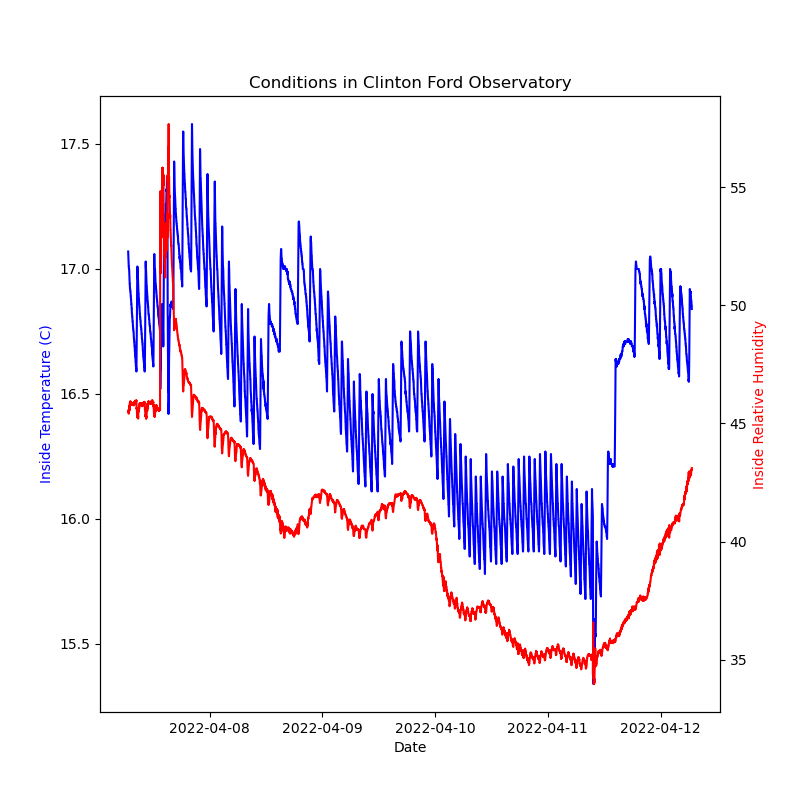 Conditions in Clinton Ford Observatory
17.5
17.0
16.5
16.0
15.5
Inside Temperature (C)
55
50
45
40
35
Inside Relative Humidity
2022-04-08 2022-04-09 2022-04-10 2022-04-11 2022-04-12
Date